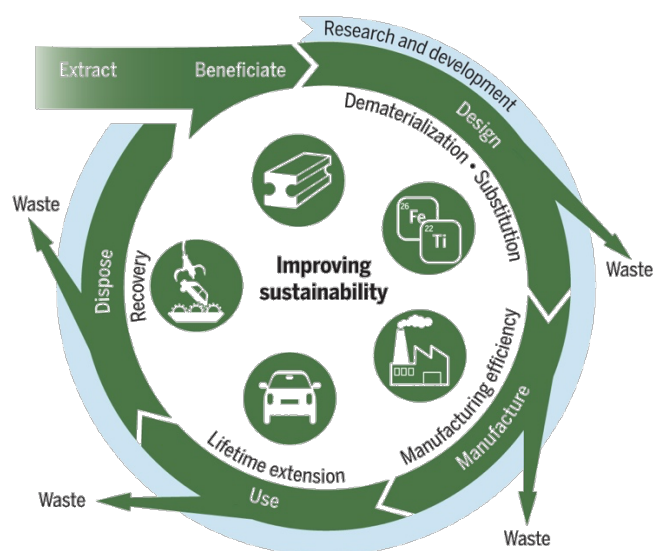 Research and development
Extract
Beneficiate
Design
Dematerialization • Substitution
Waste
26
Fe
22
Ti
Improving
sustainability
Waste
Dispose
Recovery
Manufacturing efficiency
Manufacture
Lifetime extension
Use
Waste
Waste